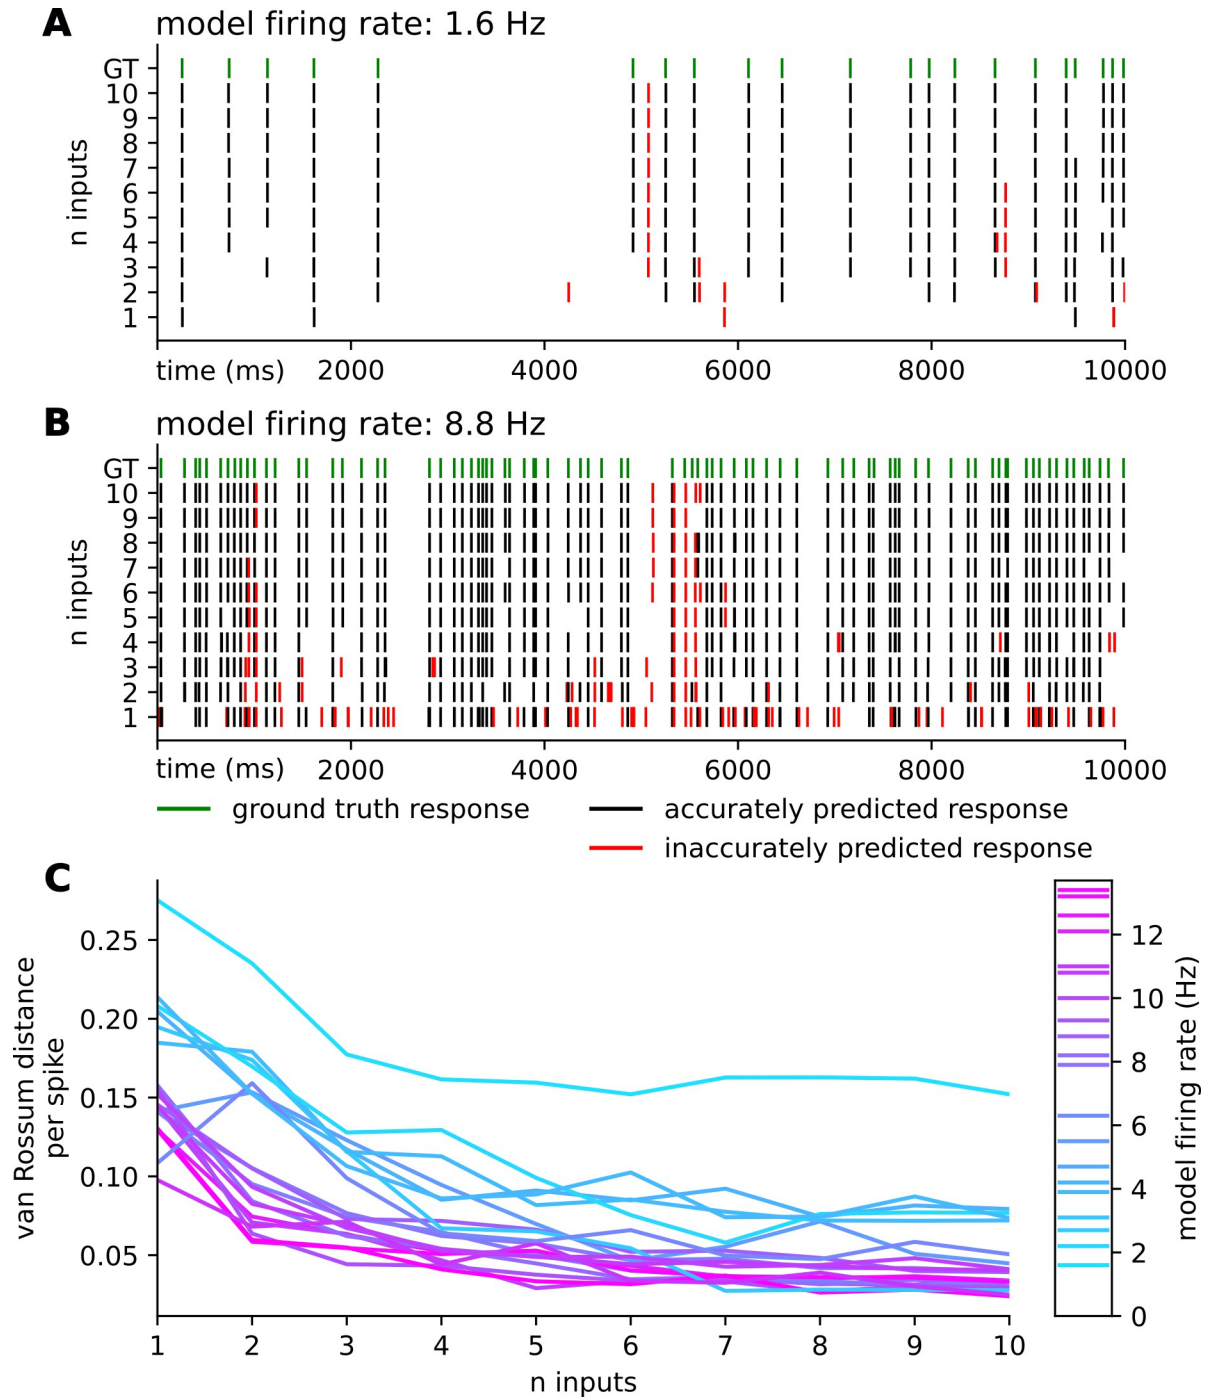 A
model firing rate: 1.6 Hz
n inputs
GT
10
9
8
7
6
5
4
3
2
1
time (ms) 2000 4000 6000 8000 10000
B
model firing rate: 8.8 Hz
n inputs
GT
10
9
8
7
6
5
4
3
2
1
time (ms) 2000 4000 6000 8000 10000
ground truth response
accurately predicted response
inaccurately predicted response
C
van Rossum distance
per spike
0.25
0.20
0.15
0.10
0.05
1 2 3 4 5 6 7 8 9 10
n inputs
12
10
8
6
4
2
0
model firing rate (Hz)